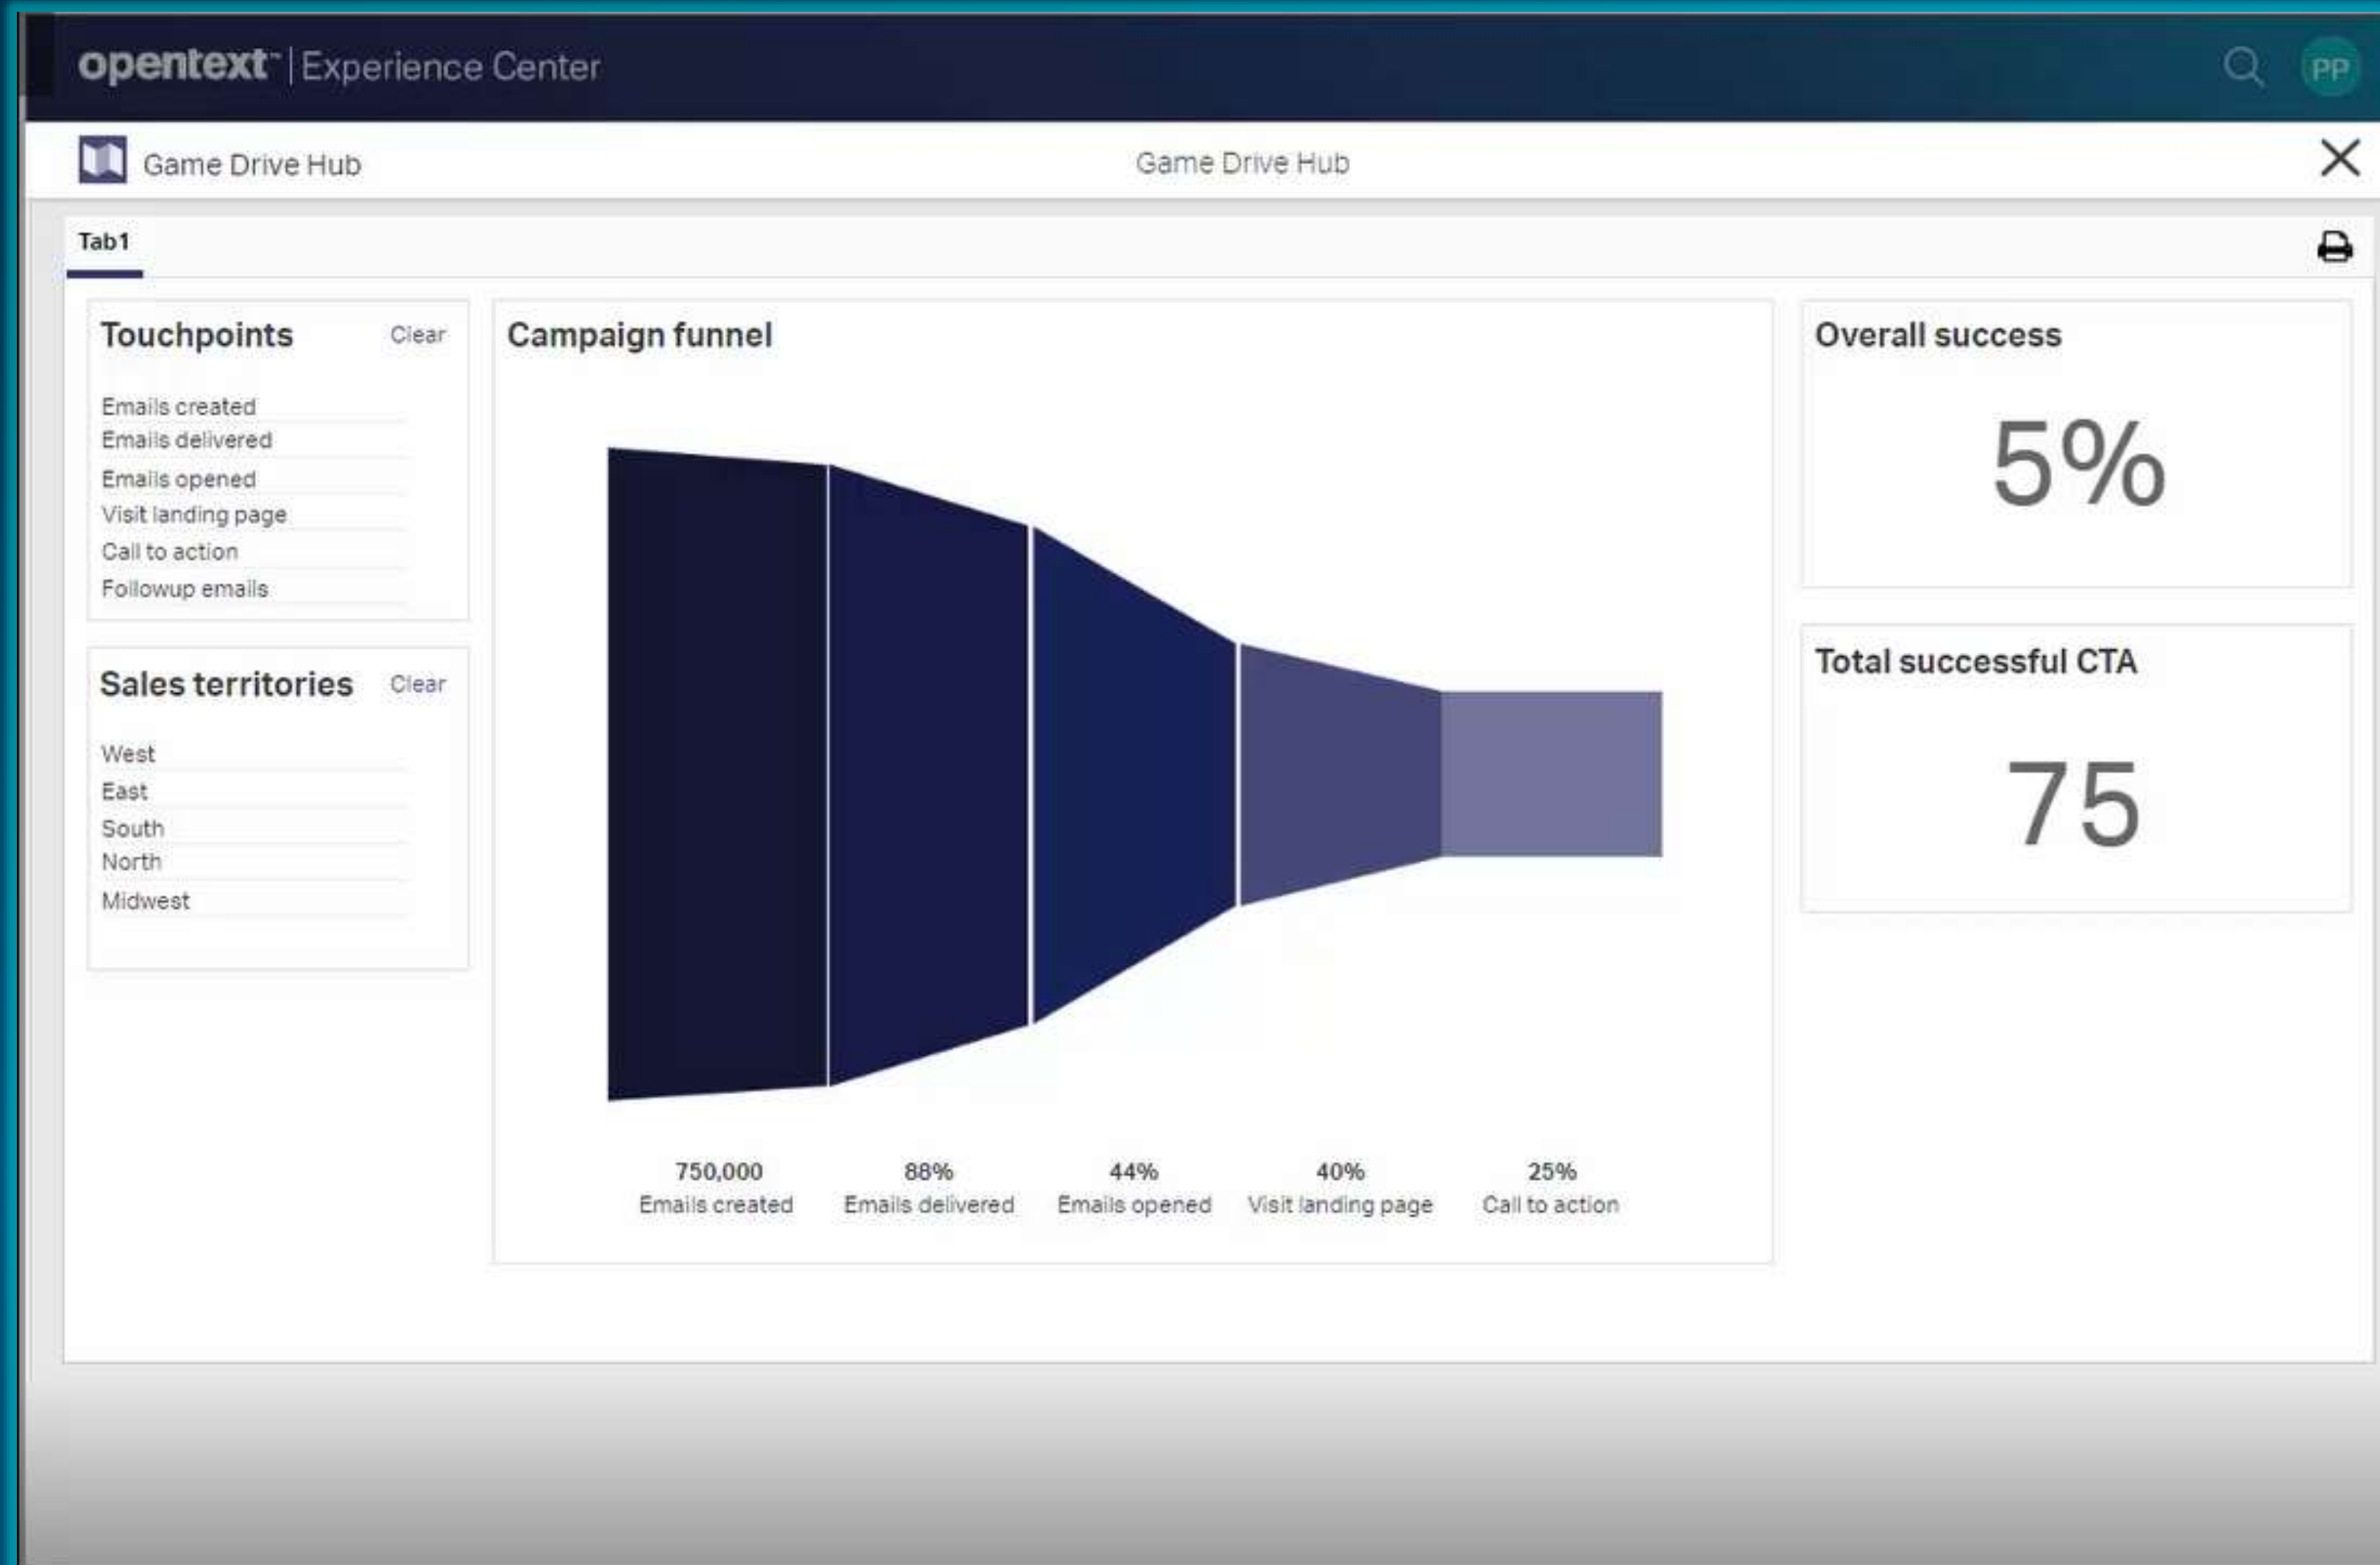 opentext™ | Experience Center
PP
Game Drive Hub
Game Drive Hub
Tab1
Touchpoints Clear
Emails created
Emails delivered
Emails opened
Visit landing page
Call to action
Followup emails
Sales territories Clear
West
East
South
North
Midwest
Campaign funnel
750,000 88% 44% 40% 25%
Emails created Emails delivered Emails opened Visit landing page Call to action
Overall success
5%
Total successful CTA
75